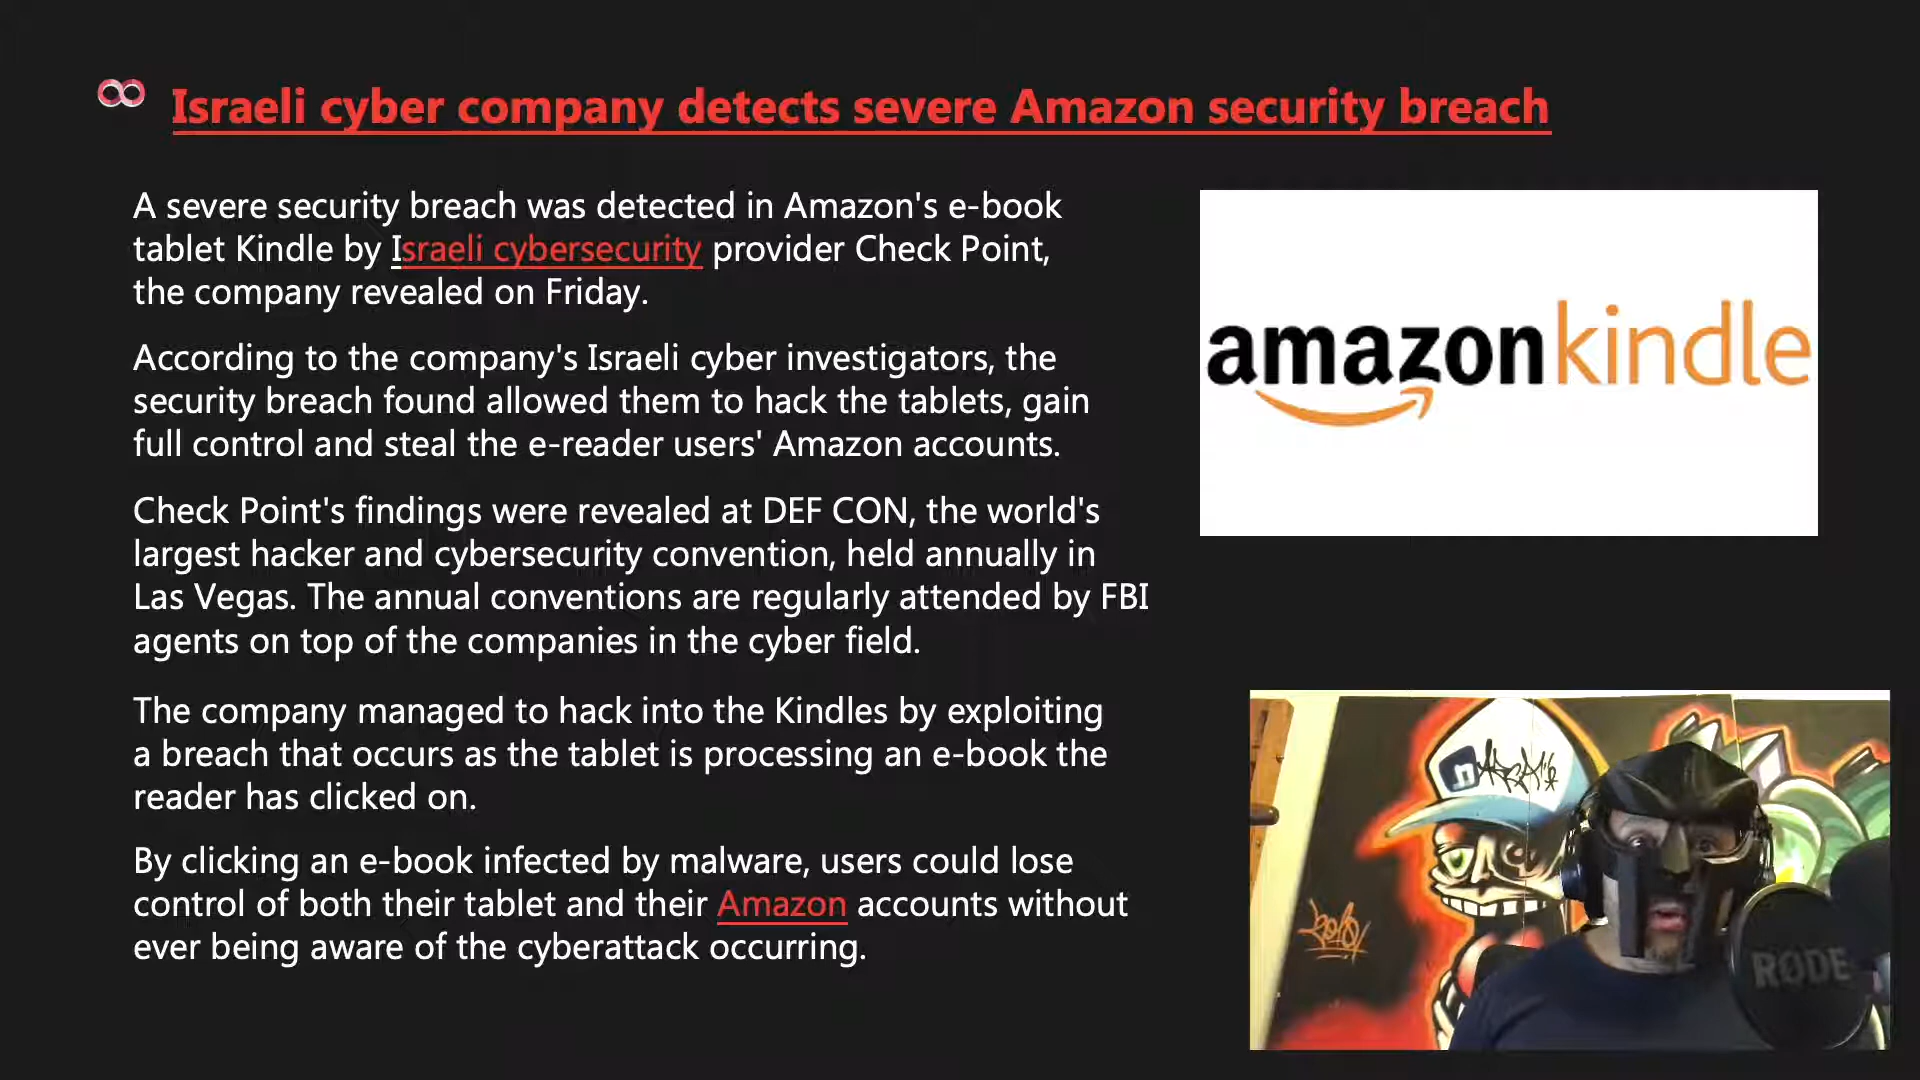 Israeli cyber company detects severe Amazon security breach
A severe security breach was detected in Amazon's e-book
tablet Kindle by Israeli cybersecurity provider Check Point,
the company revealed on Friday.
According to the company's Israeli cyber investigators, the
security breach found allowed them to hack the tablets, gain
full control and steal the e-reader users' Amazon accounts.
Check Point's findings were revealed at DEF CON, the world's
largest hacker and cybersecurity convention, held annually in
Las Vegas. The annual conventions are regularly attended by FBI
agents on top of the companies in the cyber field.
The company managed to hack into the Kindles by exploiting
a breach that occurs as the tablet is processing an e-book the
reader has clicked on.
By clicking an e-book infected by malware, users could lose
control of both their tablet and their Amazon accounts without
ever being aware of the cyberattack occurring.
amazonkindle
RØDE